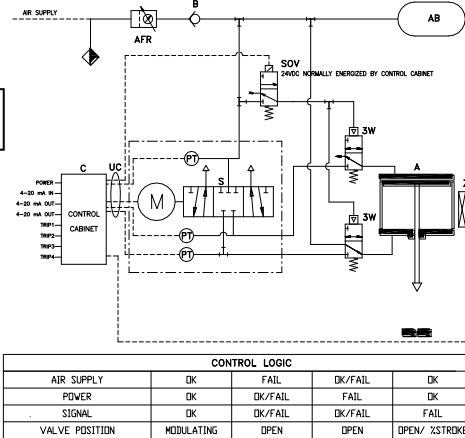 AIR SUPPLY
B
AB
AFR
SOV
24VDC NORMALLY ENERGIZED BY CONTROL CABINET
3W
C
UC
PT
A
POWER
4-20 mA IN
4-20 mA OUT
4-20 mA OUT
TRIP1
TRIP2
TRIP3
TRIP4
CONTROL
CABINET
M
S
PT
PT
3W
CONTROL LOGIC
AIR SUPPLY OK FAIL OK/FAIL OK
POWER OK OK/FAIL FAIL OK
SIGNAL OK OK/FAIL OK/FAIL FAIL
VALVE POSITION MODULATING OPEN OPEN OPEN/ %STROKE